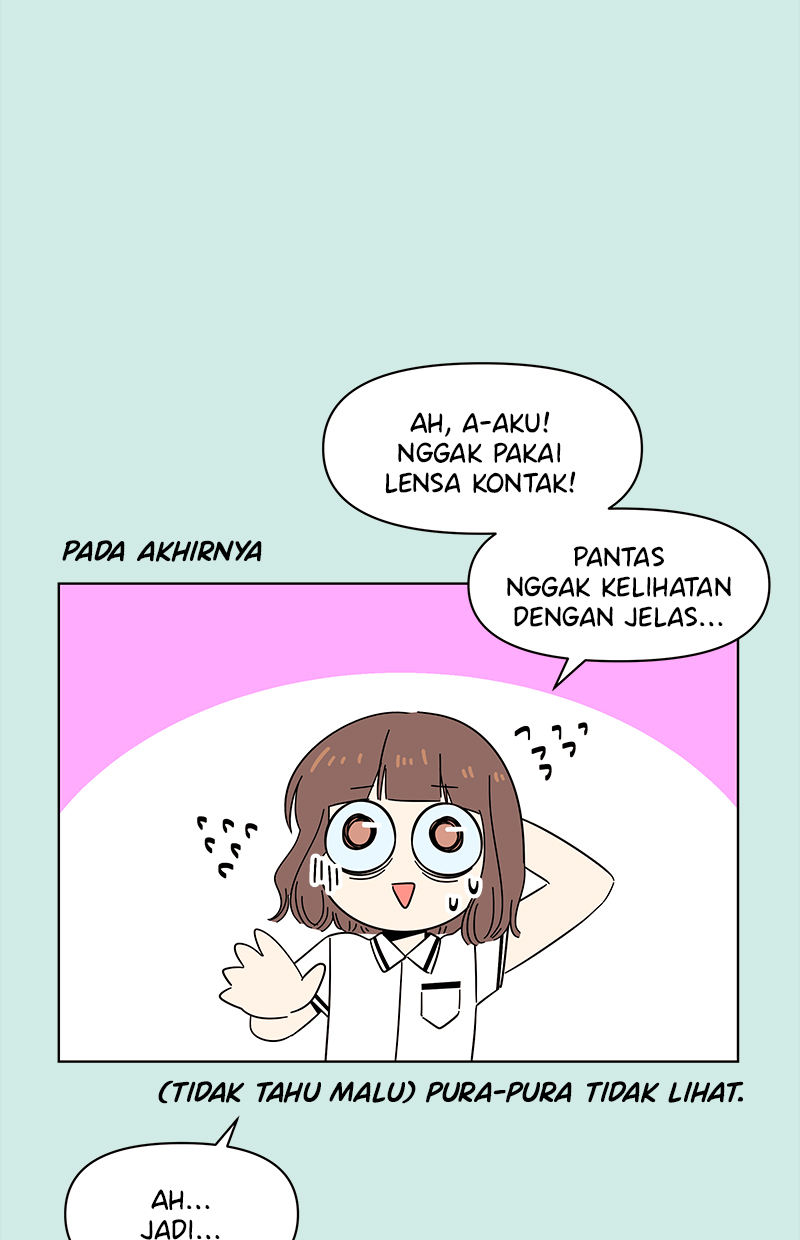 AH, A-AKU!
NGGAK PAKAI
LENSA KONTAK!
PADA AKHIRNYA
PANTAS
NGGAK KELIHATAN
DENGAN JELAS...
(TIDAK TAHU MALU) PURA-PURA TIDAK LIHAT.
AH...
JADI...